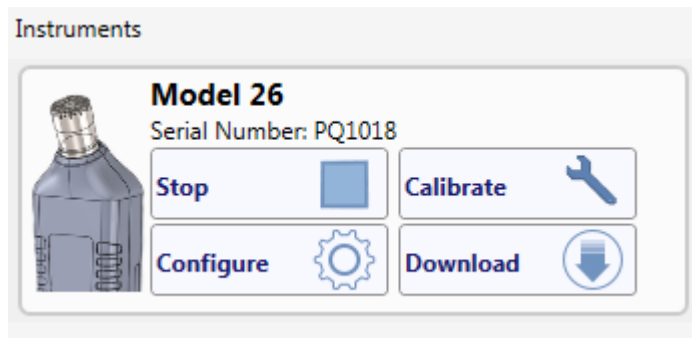 Instruments
Model 26
Serial Number: PQ1018
Stop
Calibrate
Configure
Download